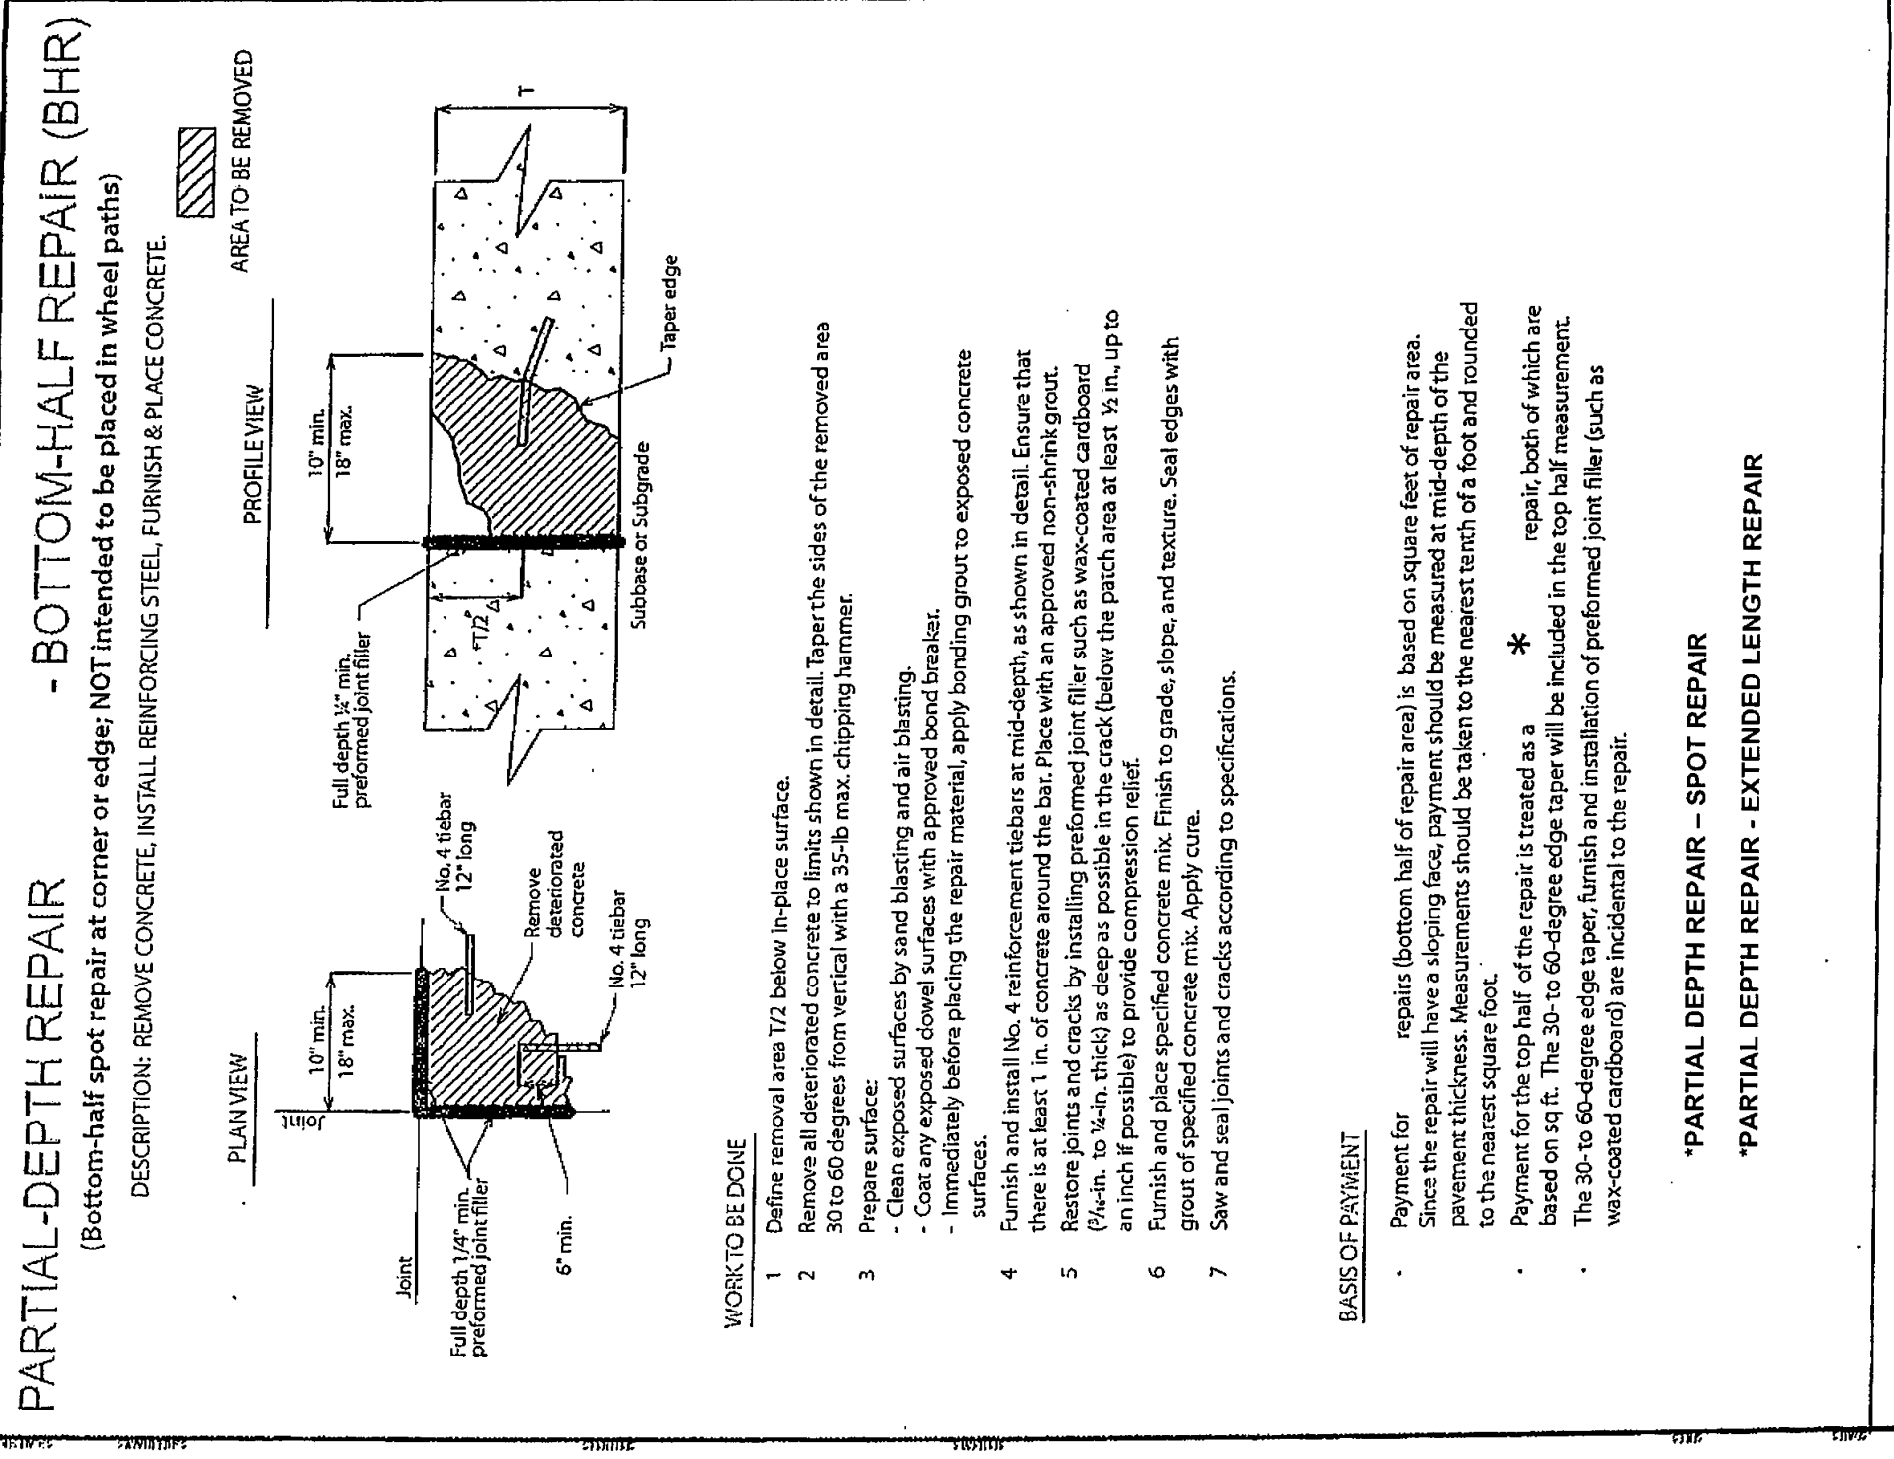 PARTIAL-DEPTH REPAIR - BOTTOM-HALF REPAIR (BHR)
(Bottom-half spot repair at corner or edge; NOT intended to be placed in wheel paths)
DESCRIPTION: REMOVE CONCRETE, INSTALL REINFORCING STEEL, FURNISH & PLACE CONCRETE.
AREA TO BE REMOVED
PLAN VIEW
Joint
Joint
10" min.
18" max.
No. 4 tiebar
12" long
Remove
deteriorated
concrete
No. 4 tiebar
12" long
Full depth 1/4" min.
preformed joint filler
6" min.
PROFILE VIEW
10" min.
18" max.
Full depth ¼" min.
preformed joint filler
T/2
T
Taper edge
Subbase or Subgrade
WORK TO BE DONE
1 Define removal area T/2 below in-place surface.
2 Remove all deteriorated concrete to limits shown in detail. Taper the sides of the removed area
30 to 60 degrees from vertical with a 35-lb max. chipping hammer.
3 Prepare surface:
- Clean exposed surfaces by sand blasting and air blasting.
- Coat any exposed dowel surfaces with approved bond breaker.
- Immediately before placing the repair material, apply bonding grout to exposed concrete
surfaces.
4 Furnish and install No. 4 reinforcement tiebars at mid-depth, as shown in detail. Ensure that
there is at least 1 in. of concrete around the bar. Place with an approved non-shrink grout.
5 Restore joints and cracks by installing preformed joint filler such as wax-coated cardboard
(³/₁₆-in. to ¼-in. thick) as deep as possible in the crack (below the patch area at least ½ in., up to
an inch if possible) to provide compression relief.
6 Furnish and place specified concrete mix. Finish to grade, slope, and texture. Seal edges with
grout of specified concrete mix. Apply cure.
7 Saw and seal joints and cracks according to specifications.
BASIS OF PAYMENT
· Payment for repairs (bottom half of repair area) is based on square feet of repair area.
Since the repair will have a sloping face, payment should be measured at mid-depth of the
pavement thickness. Measurements should be taken to the nearest tenth of a foot and rounded
to the nearest square foot.
· Payment for the top half of the repair is treated as a * repair, both of which are
based on sq ft. The 30- to 60-degree edge taper will be included in the top half measurement.
· The 30- to 60-degree edge taper, furnish and installation of preformed joint filler (such as
wax-coated cardboard) are incidental to the repair.
*PARTIAL DEPTH REPAIR – SPOT REPAIR
*PARTIAL DEPTH REPAIR - EXTENDED LENGTH REPAIR